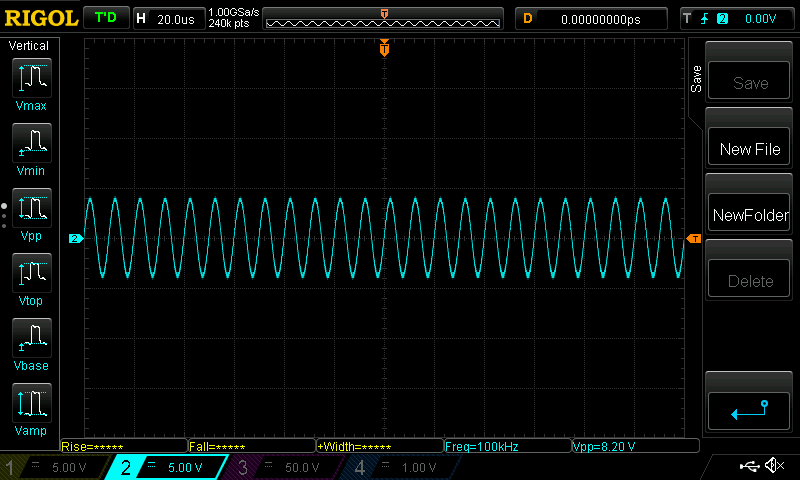 RIGOL T'D H 20.0us 1.00GSa/s
240k pts
T
D 0.00000000ps
T 2 0.00V
Vertical
Vmax
Vmin
Vpp
Vtop
Vbase
Vamp
T
2
T
Save
Save
New File
NewFolder
Delete
Rise=***** Fall=***** +Width=***** Freq=100kHz Vpp=8.20 V
1 5.00 V 2 5.00 V 3 50.0 V 4 1.00 V